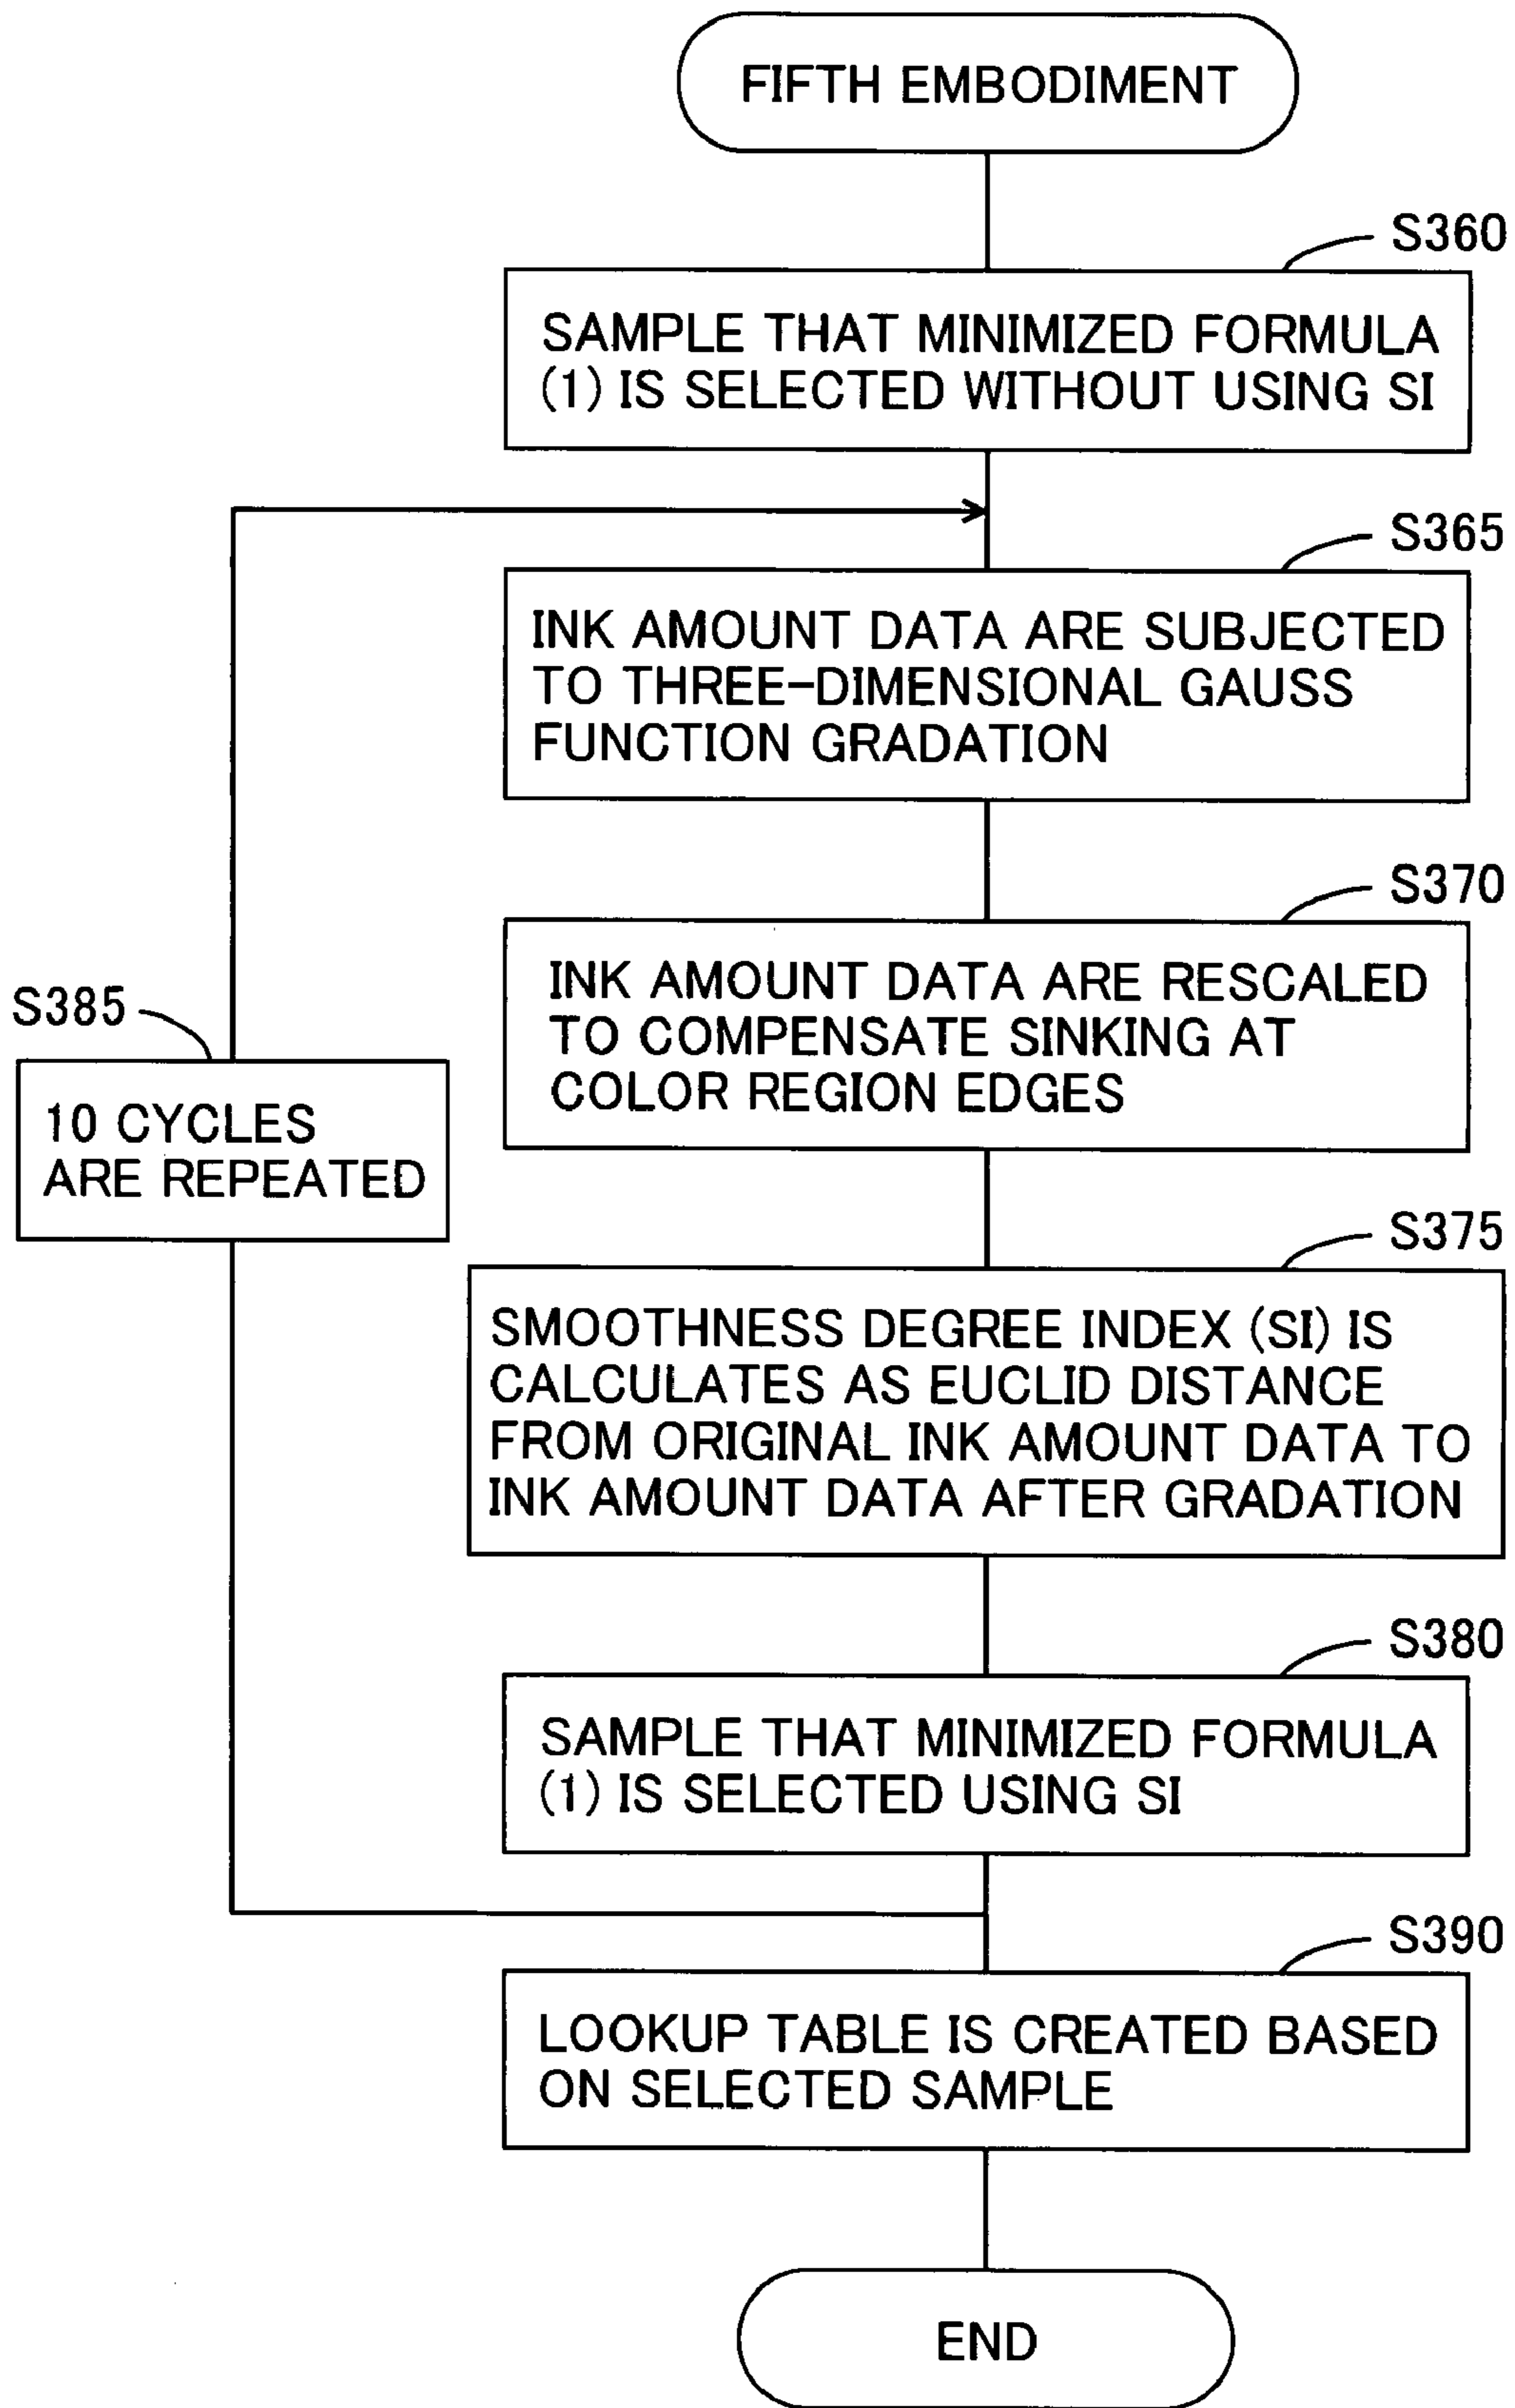 FIFTH EMBODIMENT
S360
SAMPLE THAT MINIMIZED FORMULA
(1) IS SELECTED WITHOUT USING SI
S365
INK AMOUNT DATA ARE SUBJECTED
TO THREE-DIMENSIONAL GAUSS
FUNCTION GRADATION
S370
INK AMOUNT DATA ARE RESCALED
TO COMPENSATE SINKING AT
COLOR REGION EDGES
S385
10 CYCLES
ARE REPEATED
S375
SMOOTHNESS DEGREE INDEX (SI) IS
CALCULATES AS EUCLID DISTANCE
FROM ORIGINAL INK AMOUNT DATA TO
INK AMOUNT DATA AFTER GRADATION
S380
SAMPLE THAT MINIMIZED FORMULA
(1) IS SELECTED USING SI
S390
LOOKUP TABLE IS CREATED BASED
ON SELECTED SAMPLE
END